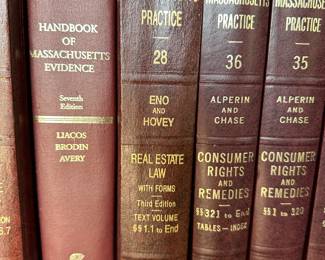 HANDBOOK
OF
MASSACHUSETTS
EVIDENCE
Seventh
Edition
LIACOS
BRODIN
AVERY
PRACTICE
28
ENO
AND
HOVEY
REAL ESTATE
LAW
WITH FORMS
Third Edition
TEXT VOLUME
§§ 1.1 to End
MASSACHUSETTS
PRACTICE
36
ALPERIN
AND
CHASE
CONSUMER
RIGHTS
AND
REMEDIES
§§ 321 to End
TABLES - INDEX
MASSACHUSETTS
PRACTICE
35
ALPERIN
AND
CHASE
CONSUMER
RIGHTS
AND
REMEDIES
§§ 1 to 320